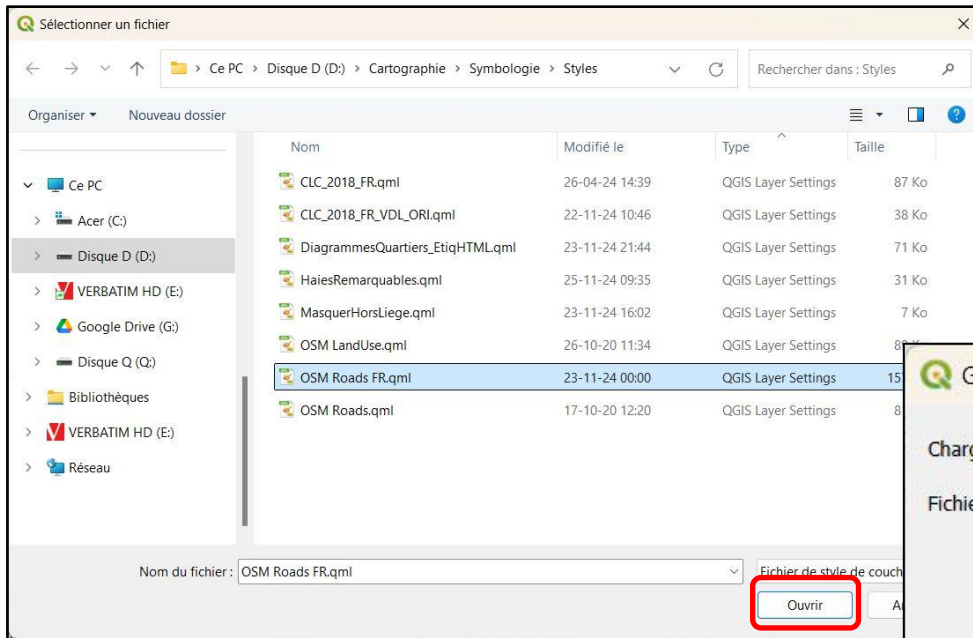 Sélectionner un fichier
Ce PC > Disque D (D:) > Cartographie > Symbologie > Styles
Rechercher dans : Styles
Organiser Nouveau dossier
Nom Modifié le Type Taille
CLC_2018_FR.qml 26-04-24 14:39 QGIS Layer Settings 87 Ko
CLC_2018_FR_VDL_ORI.qml 22-11-24 10:46 QGIS Layer Settings 38 Ko
DiagrammesQuartiers_EtiqHTML.qml 23-11-24 21:44 QGIS Layer Settings 71 Ko
HaiesRemarquables.qml 25-11-24 09:35 QGIS Layer Settings 31 Ko
MasquerHorsLiege.qml 23-11-24 16:02 QGIS Layer Settings 7 Ko
OSM LandUse.qml 26-10-20 11:34 QGIS Layer Settings
OSM Roads FR.qml 23-11-24 00:00 QGIS Layer Settings
OSM Roads.qml 17-10-20 12:20 QGIS Layer Settings
Ce PC
Acer (C:)
Disque D (D:)
VERBATIM HD (E:)
Google Drive (G:)
Disque Q (Q:)
Bibliothèques
VERBATIM HD (E:)
Réseau
Nom du fichier : OSM Roads FR.qml
Fichier de style de couch
Ouvrir
Charg
Fichie